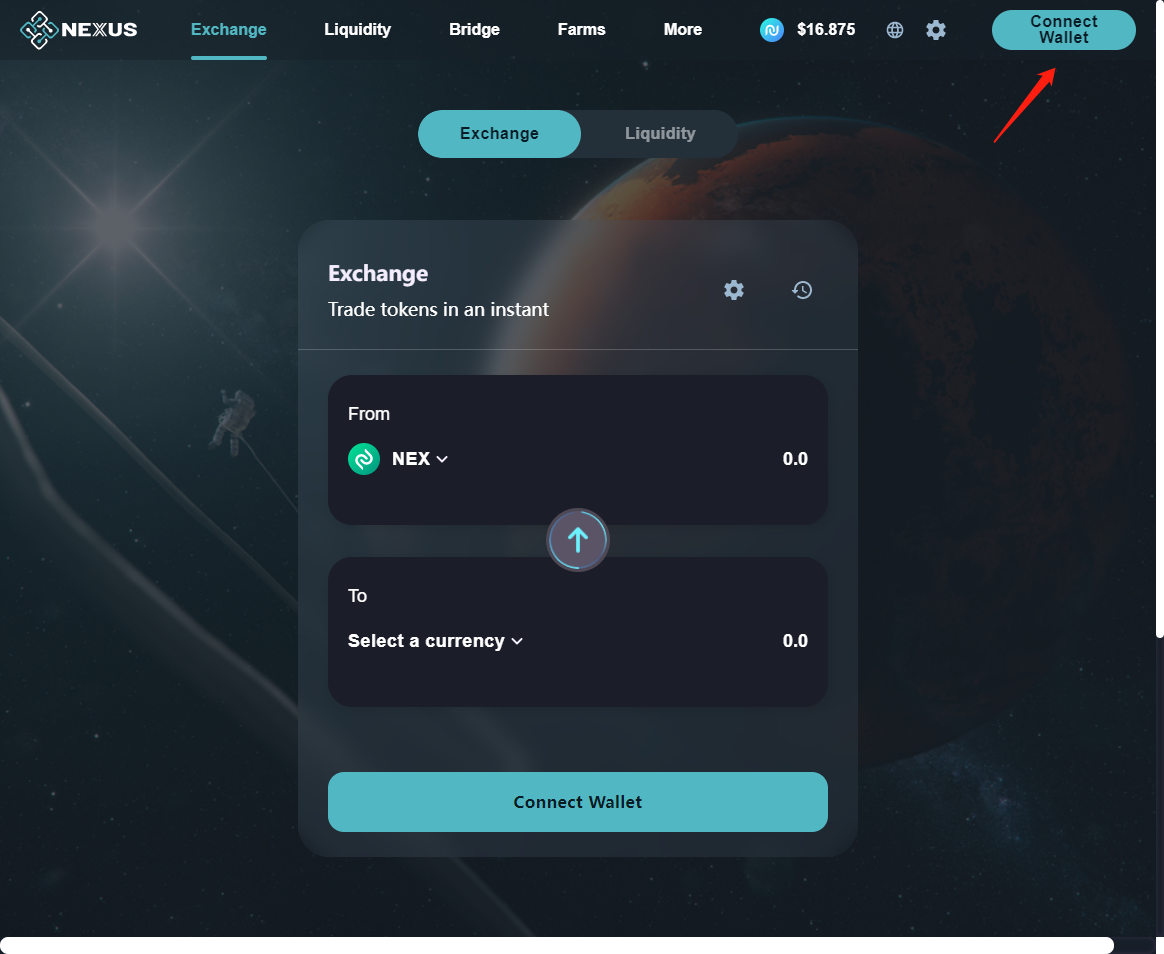 NEXUS
Exchange
Liquidity
Bridge
Farms
More
$16.875
Connect
Wallet
Exchange
Liquidity
Exchange
Trade tokens in an instant
From
NEX
0.0
To
Select a currency
0.0
Connect Wallet